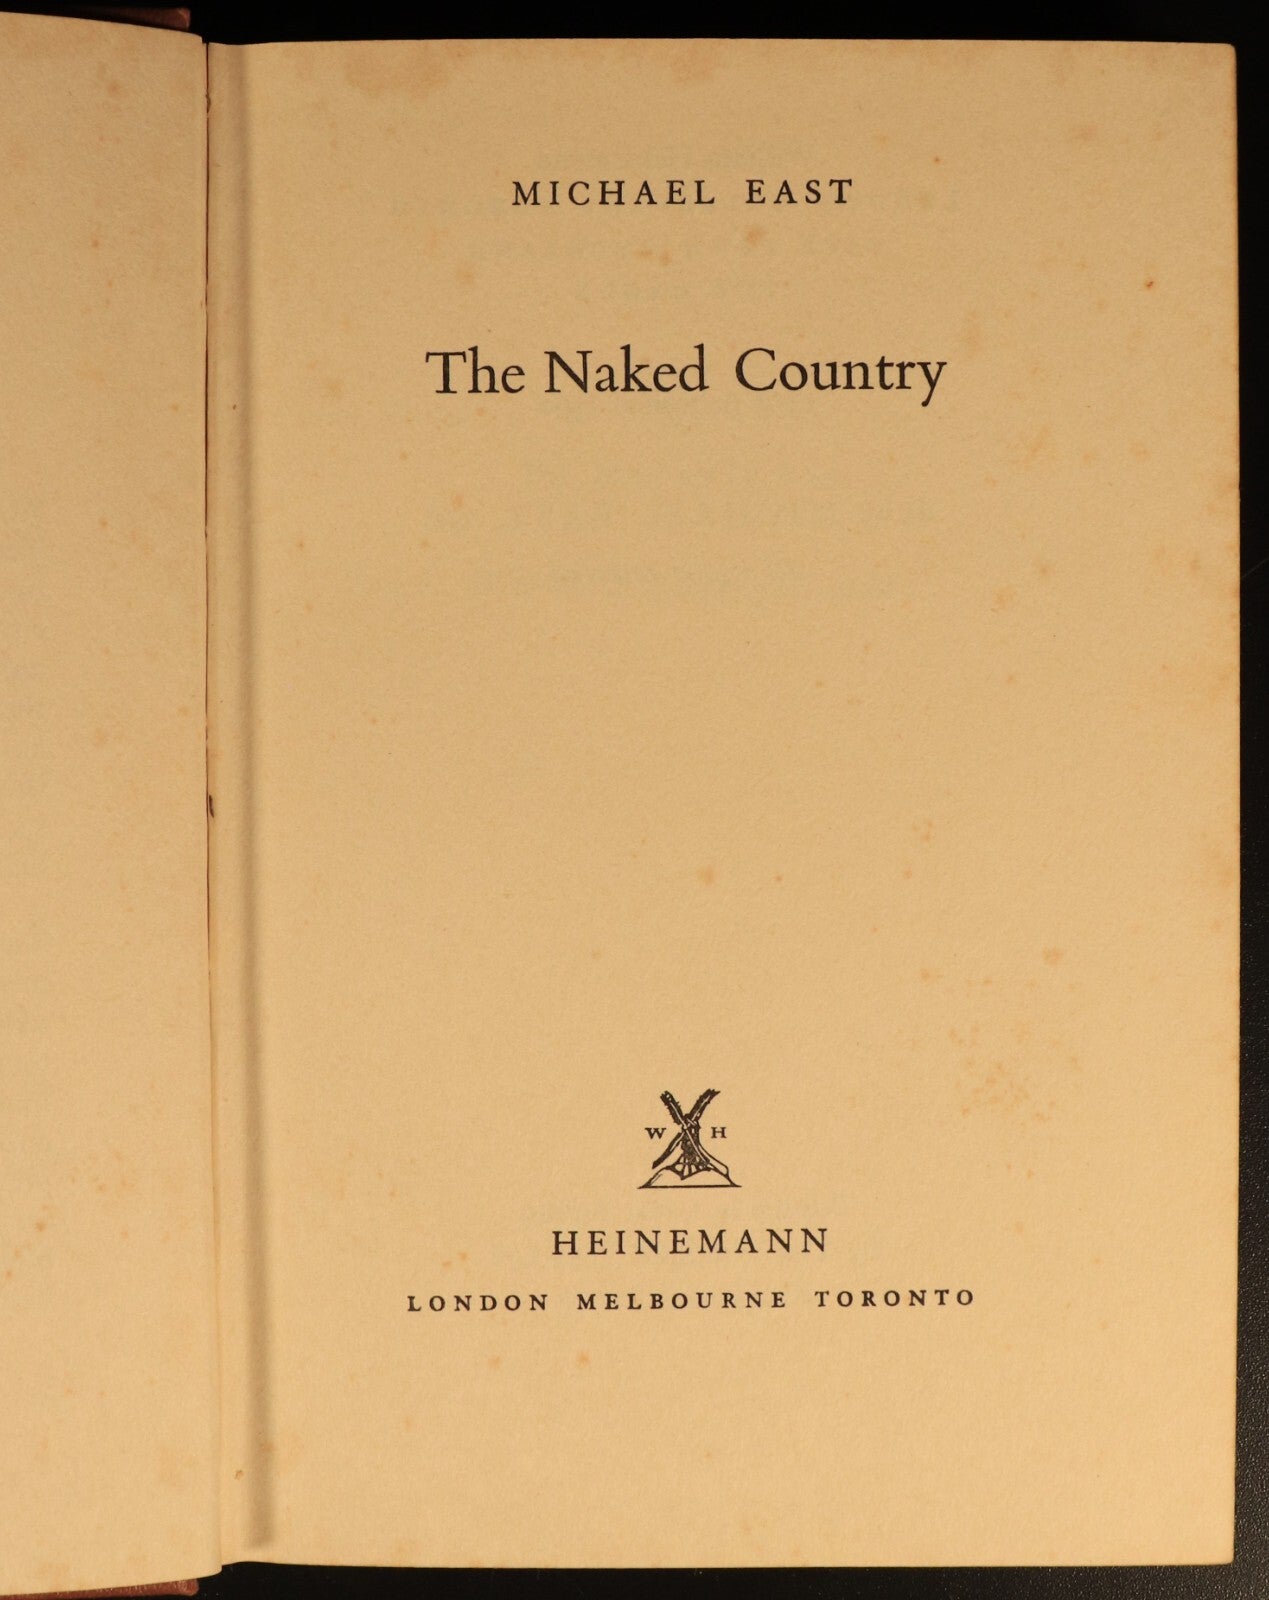 MICHAEL EAST
The Naked Country
W H
HEINEMANN
LONDON MELBOURNE TORONTO